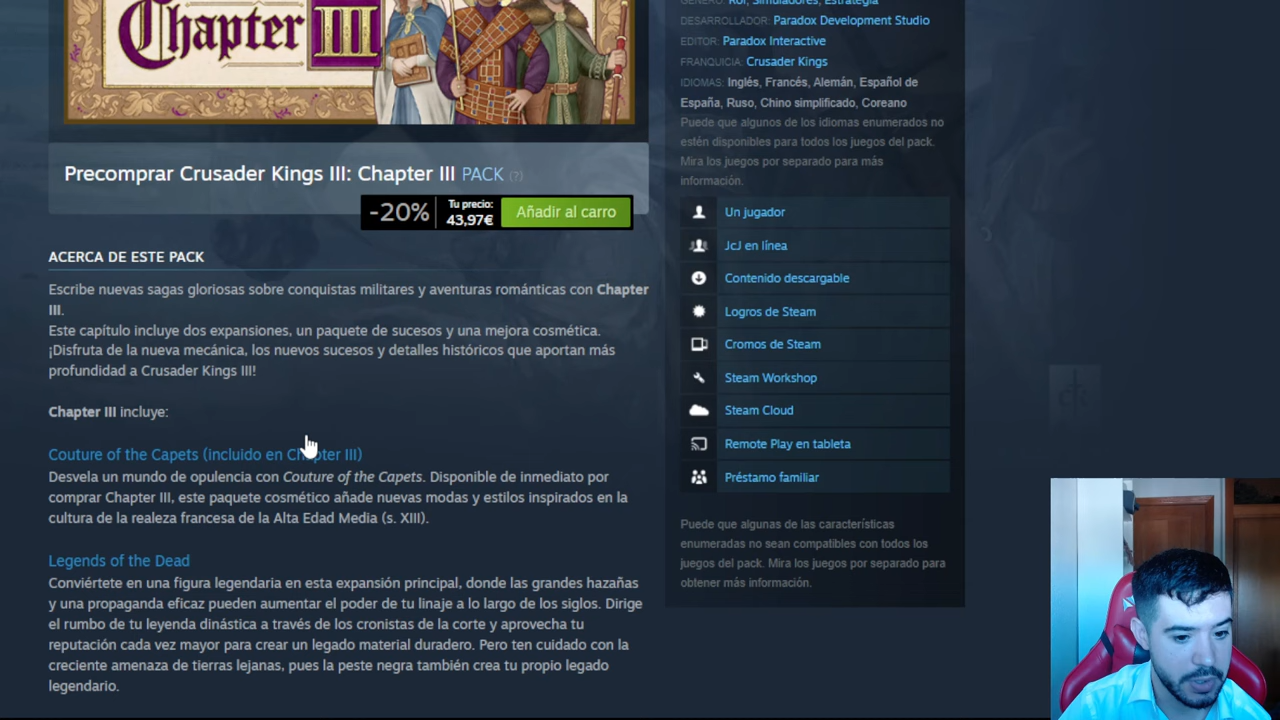 Chapter III
Precomprar Crusader Kings III: Chapter III PACK (?)
-20%
Tu precio:
43,97€
Añadir al carro
ACERCA DE ESTE PACK
Escribe nuevas sagas gloriosas sobre conquistas militares y aventuras románticas con Chapter
III.
Este capítulo incluye dos expansiones, un paquete de sucesos y una mejora cosmética.
¡Disfruta de la nueva mecánica, los nuevos sucesos y detalles históricos que aportan más
profundidad a Crusader Kings III!
Chapter III incluye:
Couture of the Capets (incluido en Chapter III)
Desvela un mundo de opulencia con Couture of the Capets. Disponible de inmediato por
comprar Chapter III, este paquete cosmético añade nuevas modas y estilos inspirados en la
cultura de la realeza francesa de la Alta Edad Media (s. XIII).
Legends of the Dead
Conviértete en una figura legendaria en esta expansión principal, donde las grandes hazañas
y una propaganda eficaz pueden aumentar el poder de tu linaje a lo largo de los siglos. Dirige
el rumbo de tu leyenda dinástica a través de los cronistas de la corte y aprovecha tu
reputación cada vez mayor para crear un legado material duradero. Pero ten cuidado con la
creciente amenaza de tierras lejanas, pues la peste negra también crea tu propio legado
legendario.
GÉNERO: Rol, Simuladores, Estrategia
DESARROLLADOR: Paradox Development Studio
EDITOR: Paradox Interactive
FRANQUICIA: Crusader Kings
IDIOMAS: Inglés, Francés, Alemán, Español de
España, Ruso, Chino simplificado, Coreano
Puede que algunos de los idiomas enumerados no
estén disponibles para todos los juegos del pack.
Mira los juegos por separado para más
información.
Un jugador
JcJ en línea
Contenido descargable
Logros de Steam
Cromos de Steam
Steam Workshop
Steam Cloud
Remote Play en tableta
Préstamo familiar
Puede que algunas de las características
enumeradas no sean compatibles con todos los
juegos del pack. Mira los juegos por separado para
obtener más información.